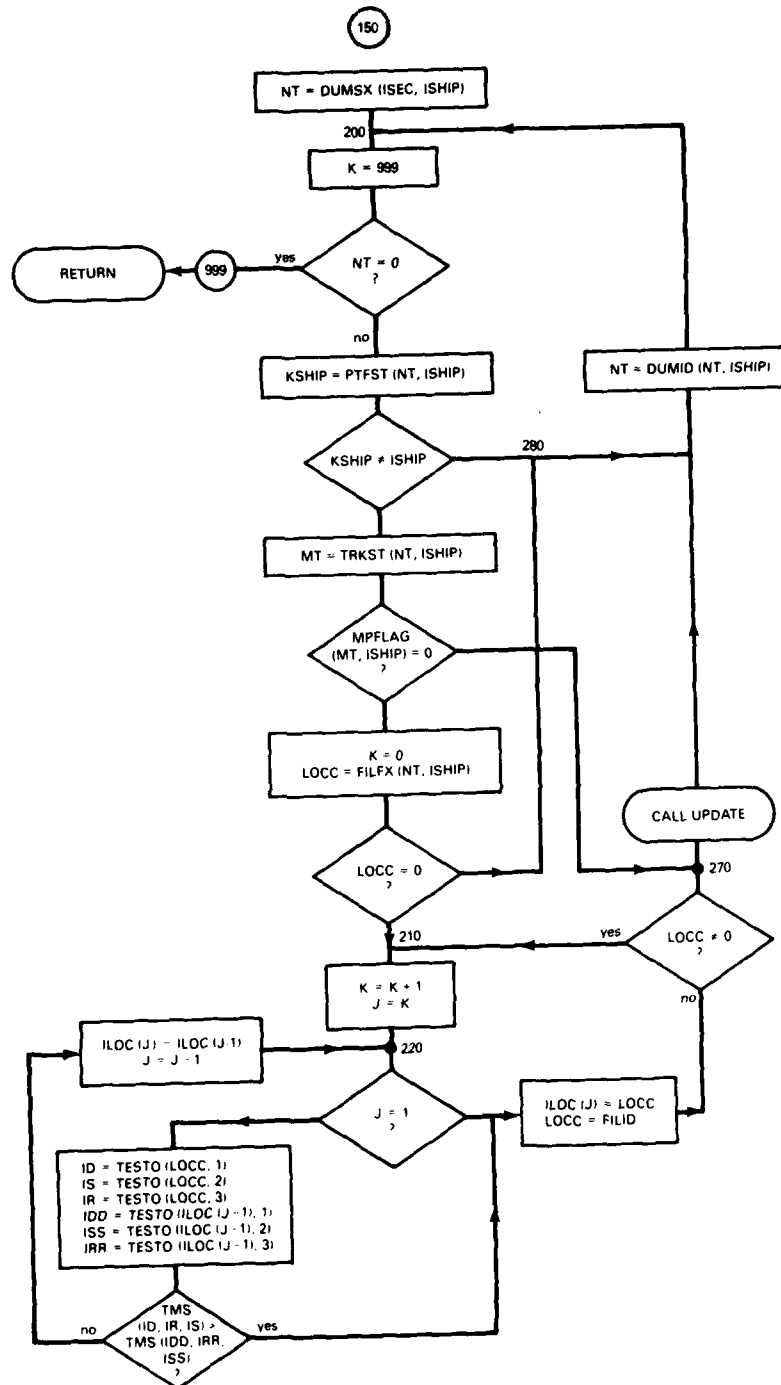 150
NT = DUMSX (ISEC, ISHIP)
200
K = 999
NT = 0
?
yes
999
RETURN
no
KSHIP = PTFST (NT, ISHIP)
NT = DUMID (NT, ISHIP)
KSHIP ≠ ISHIP
280
MT = TRKST (NT, ISHIP)
MPFLAG
(MT, ISHIP) = 0
?
K = 0
LOCC = FILFX (NT, ISHIP)
CALL UPDATE
LOCC = 0
?
270
210
yes
LOCC ≠ 0
?
no
K = K + 1
J = K
ILOC (J) = ILOC (J-1)
J = J - 1
220
J = 1
?
ILOC (J) = LOCC
LOCC = FILID
ID = TESTO (LOCC, 1)
IS = TESTO (LOCC, 2)
IR = TESTO (LOCC, 3)
IDD = TESTO (ILOC (J-1), 1)
ISS = TESTO (ILOC (J-1), 2)
IRR = TESTO (ILOC (J-1), 3)
no
TMS
(ID, IR, IS) >
TMS (IDD, IRR,
ISS)
?
yes